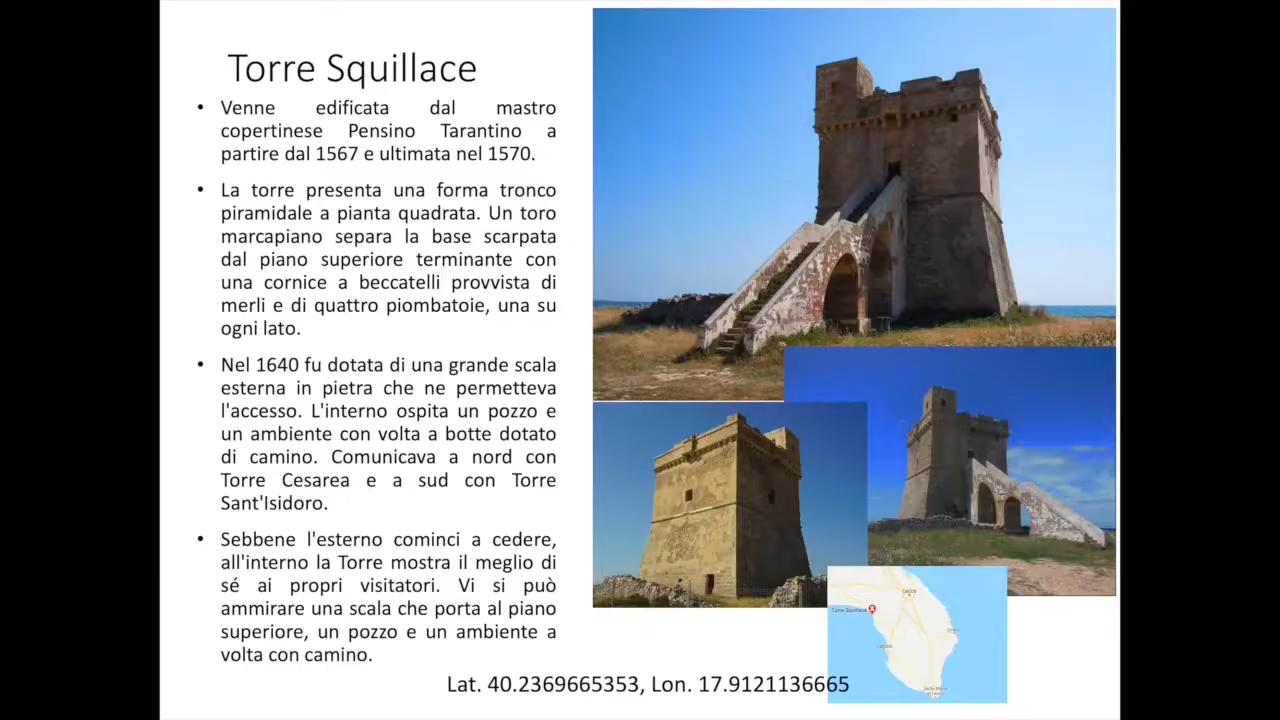 Torre Squillace
• Venne edificata dal mastro
copertinese Pensino Tarantino a
partire dal 1567 e ultimata nel 1570.
• La torre presenta una forma tronco
piramidale a pianta quadrata. Un toro
marcapiano separa la base scarpata
dal piano superiore terminante con
una cornice a beccatelli provvista di
merli e di quattro piombatoie, una su
ogni lato.
• Nel 1640 fu dotata di una grande scala
esterna in pietra che ne permetteva
l'accesso. L'interno ospita un pozzo e
un ambiente con volta a botte dotato
di camino. Comunicava a nord con
Torre Cesarea e a sud con Torre
Sant'Isidoro.
• Sebbene l'esterno cominci a cedere,
all'interno la Torre mostra il meglio di
sé ai propri visitatori. Vi si può
ammirare una scala che porta al piano
superiore, un pozzo e un ambiente a
volta con camino.
Lecce
Torre Squillace
Lat. 40.2369665353, Lon. 17.9121136665